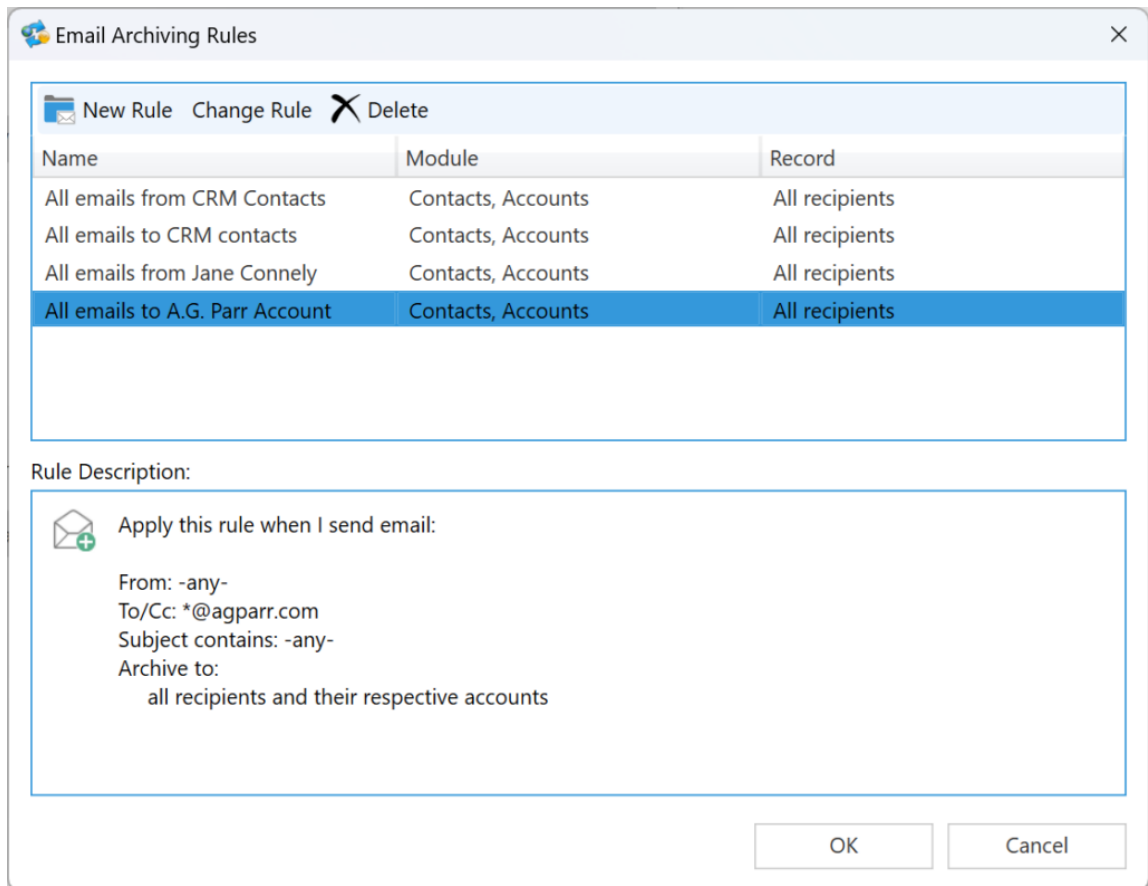 Email Archiving Rules
New Rule Change Rule Delete
Name Module Record
All emails from CRM Contacts Contacts, Accounts All recipients
All emails to CRM contacts Contacts, Accounts All recipients
All emails from Jane Connely Contacts, Accounts All recipients
All emails to A.G. Parr Account Contacts, Accounts All recipients
Rule Description:
Apply this rule when I send email:
From: -any-
To/Cc: *@agparr.com
Subject contains: -any-
Archive to:
all recipients and their respective accounts
OK Cancel